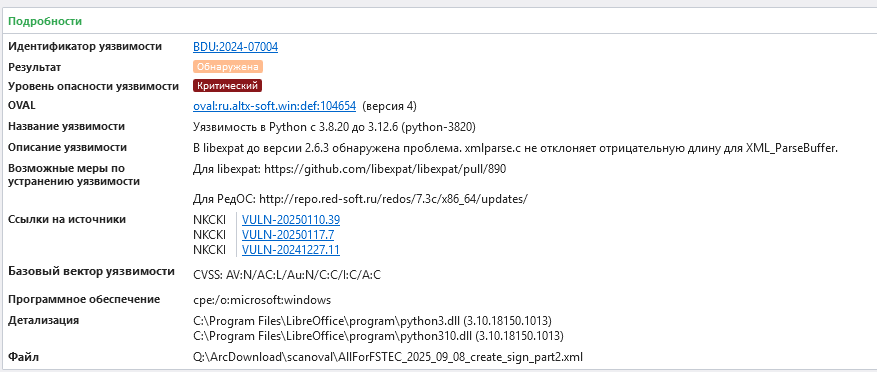 Подробности
Идентификатор уязвимости BDU:2024-07004
Результат Обнаружена
Уровень опасности уязвимости Критический
OVAL oval:ru.altx-soft.win:def:104654 (версия 4)
Название уязвимости Уязвимость в Python с 3.8.20 до 3.12.6 (python-3820)
Описание уязвимости В libexpat до версии 2.6.3 обнаружена проблема. xmlparse.c не отклоняет отрицательную длину для XML_ParseBuffer.
Возможные меры по Для libexpat: https://github.com/libexpat/libexpat/pull/890
устранению уязвимости
Для РедОС: http://repo.red-soft.ru/redos/7.3c/x86_64/updates/
Ссылки на источники NKCKI VULN-20250110.39
NKCKI VULN-20250117.7
NKCKI VULN-20241227.11
Базовый вектор уязвимости CVSS: AV:N/AC:L/Au:N/C:C/I:C/A:C
Программное обеспечение cpe:/o:microsoft:windows
Детализация C:\Program Files\LibreOffice\program\python3.dll (3.10.18150.1013)
C:\Program Files\LibreOffice\program\python310.dll (3.10.18150.1013)
Файл Q:\ArcDownload\scanoval\AllForFSTEC_2025_09_08_create_sign_part2.xml